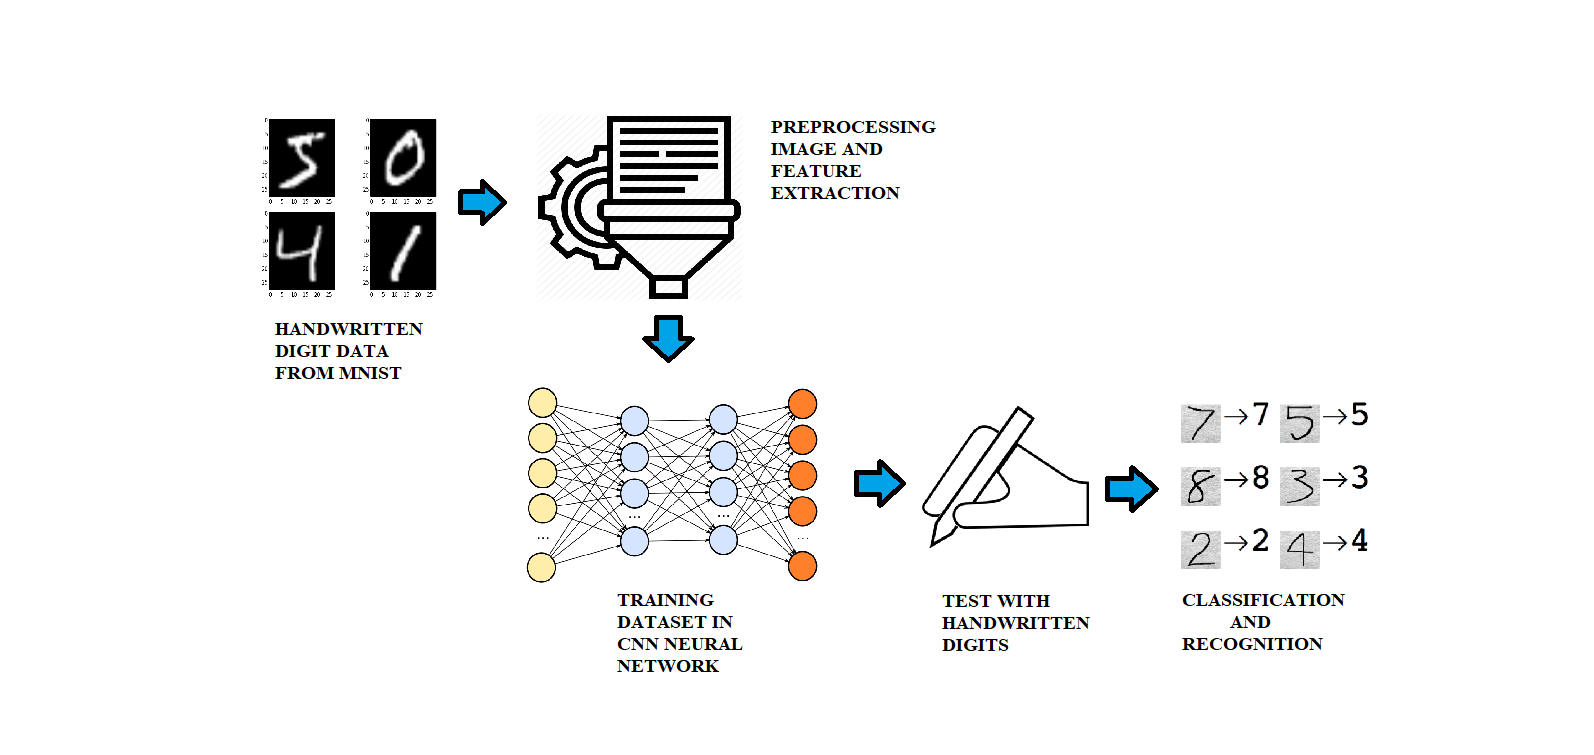 5 0
4 1
HANDWRITTEN
DIGIT DATA
FROM MNIST
PREPROCESSING
IMAGE AND
FEATURE
EXTRACTION
...
TRAINING
DATASET IN
CNN NEURAL
NETWORK
TEST WITH
HANDWRITTEN
DIGITS
7→7 5→5
8→8 3→3
2→2 4→4
CLASSIFICATION
AND
RECOGNITION